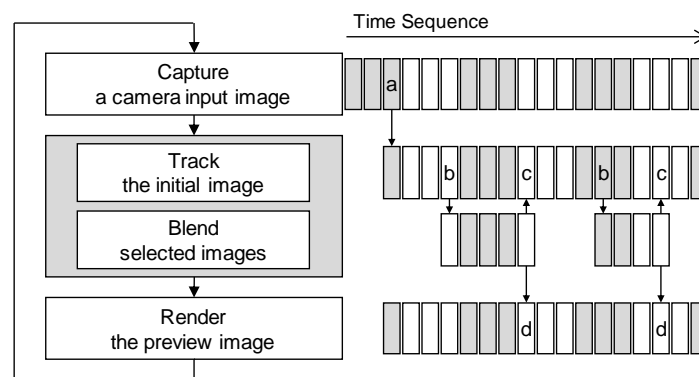 Time Sequence
Capture
a camera input image
a
Track
the initial image
b
c
b
c
Blend
selected images
Render
the preview image
d
d